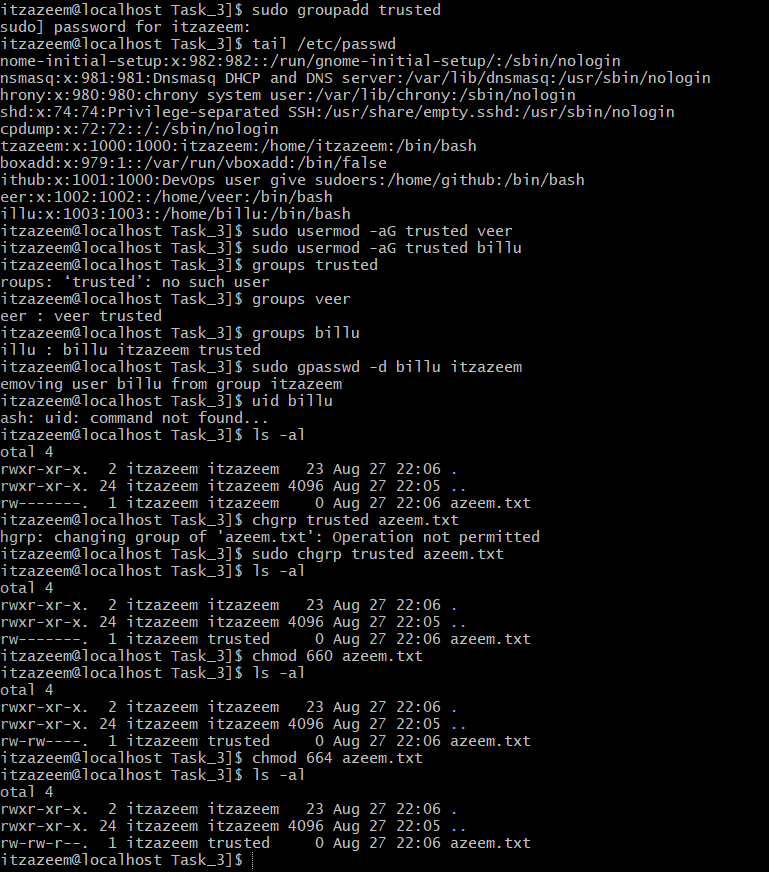 itzazeem@localhost Task_3]$ sudo groupadd trusted
sudo] password for itzazeem:
itzazeem@localhost Task_3]$ tail /etc/passwd
nome-initial-setup:x:982:982::/run/gnome-initial-setup/:/sbin/nologin
nsmasq:x:981:981:Dnsmasq DHCP and DNS server:/var/lib/dnsmasq:/usr/sbin/nologin
hrony:x:980:980:chrony system user:/var/lib/chrony:/sbin/nologin
shd:x:74:74:Privilege-separated SSH:/usr/share/empty.sshd:/usr/sbin/nologin
cpdump:x:72:72::/:/sbin/nologin
tzazeem:x:1000:1000:itzazeem:/home/itzazeem:/bin/bash
boxadd:x:979:1::/var/run/vboxadd:/bin/false
ithub:x:1001:1000:DevOps user give sudoers:/home/github:/bin/bash
eer:x:1002:1002::/home/veer:/bin/bash
illu:x:1003:1003::/home/billu:/bin/bash
itzazeem@localhost Task_3]$ sudo usermod -aG trusted veer
itzazeem@localhost Task_3]$ sudo usermod -aG trusted billu
itzazeem@localhost Task_3]$ groups trusted
roups: ‘trusted’: no such user
itzazeem@localhost Task_3]$ groups veer
eer : veer trusted
itzazeem@localhost Task_3]$ groups billu
illu : billu itzazeem trusted
itzazeem@localhost Task_3]$ sudo gpasswd -d billu itzazeem
emoving user billu from group itzazeem
itzazeem@localhost Task_3]$ uid billu
ash: uid: command not found...
itzazeem@localhost Task_3]$ ls -al
otal 4
rwxr-xr-x.  2 itzazeem itzazeem   23 Aug 27 22:06 .
rwxr-xr-x. 24 itzazeem itzazeem 4096 Aug 27 22:05 ..
rw-------.  1 itzazeem itzazeem    0 Aug 27 22:06 azeem.txt
itzazeem@localhost Task_3]$ chgrp trusted azeem.txt
hgrp: changing group of 'azeem.txt': Operation not permitted
itzazeem@localhost Task_3]$ sudo chgrp trusted azeem.txt
itzazeem@localhost Task_3]$ ls -al
otal 4
rwxr-xr-x.  2 itzazeem itzazeem   23 Aug 27 22:06 .
rwxr-xr-x. 24 itzazeem itzazeem 4096 Aug 27 22:05 ..
rw-------.  1 itzazeem trusted     0 Aug 27 22:06 azeem.txt
itzazeem@localhost Task_3]$ chmod 660 azeem.txt
itzazeem@localhost Task_3]$ ls -al
otal 4
rwxr-xr-x.  2 itzazeem itzazeem   23 Aug 27 22:06 .
rwxr-xr-x. 24 itzazeem itzazeem 4096 Aug 27 22:05 ..
rw-rw----.  1 itzazeem trusted     0 Aug 27 22:06 azeem.txt
itzazeem@localhost Task_3]$ chmod 664 azeem.txt
itzazeem@localhost Task_3]$ ls -al
otal 4
rwxr-xr-x.  2 itzazeem itzazeem   23 Aug 27 22:06 .
rwxr-xr-x. 24 itzazeem itzazeem 4096 Aug 27 22:05 ..
rw-rw-r--.  1 itzazeem trusted     0 Aug 27 22:06 azeem.txt
itzazeem@localhost Task_3]$